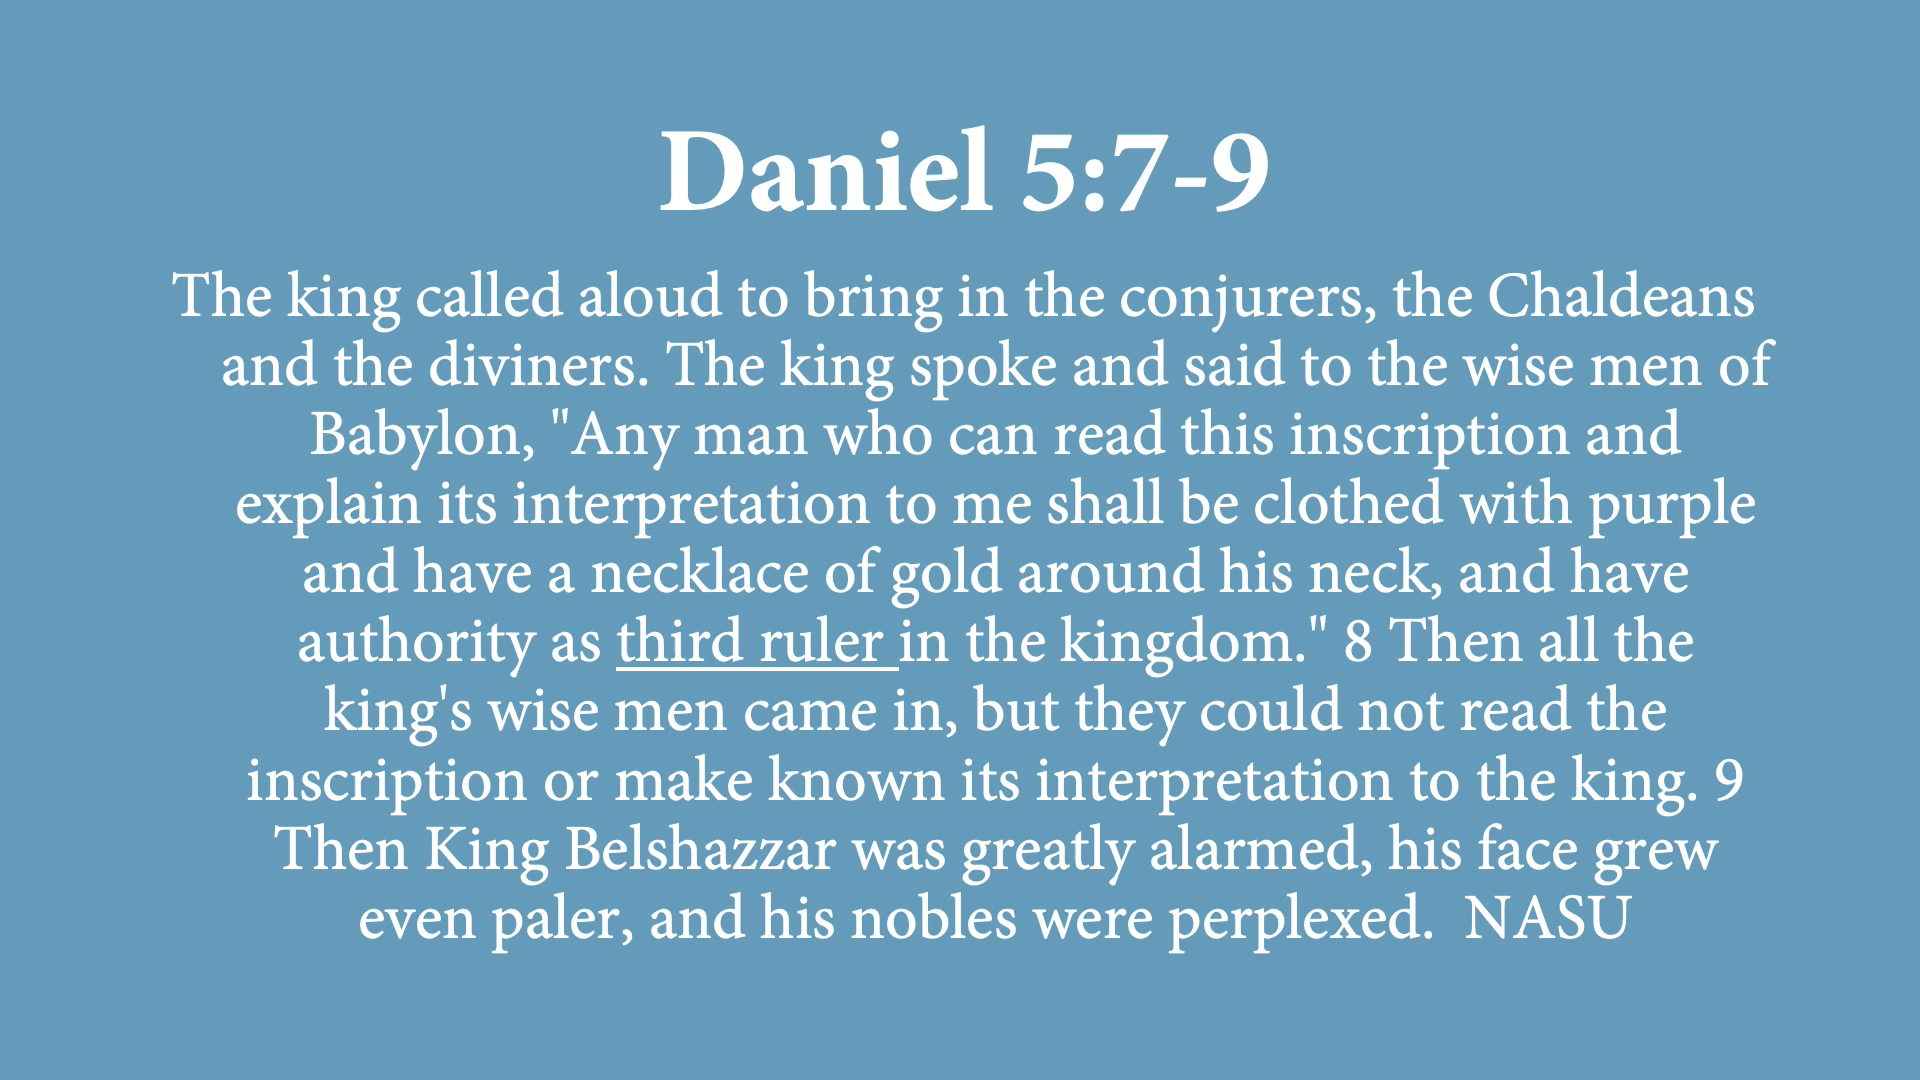 Daniel 5:7-9
The king called aloud to bring in the conjurers, the Chaldeans
and the diviners. The king spoke and said to the wise men of
Babylon, "Any man who can read this inscription and
explain its interpretation to me shall be clothed with purple
and have a necklace of gold around his neck, and have
authority as third ruler in the kingdom." 8 Then all the
king's wise men came in, but they could not read the
inscription or make known its interpretation to the king. 9
Then King Belshazzar was greatly alarmed, his face grew
even paler, and his nobles were perplexed.  NASU